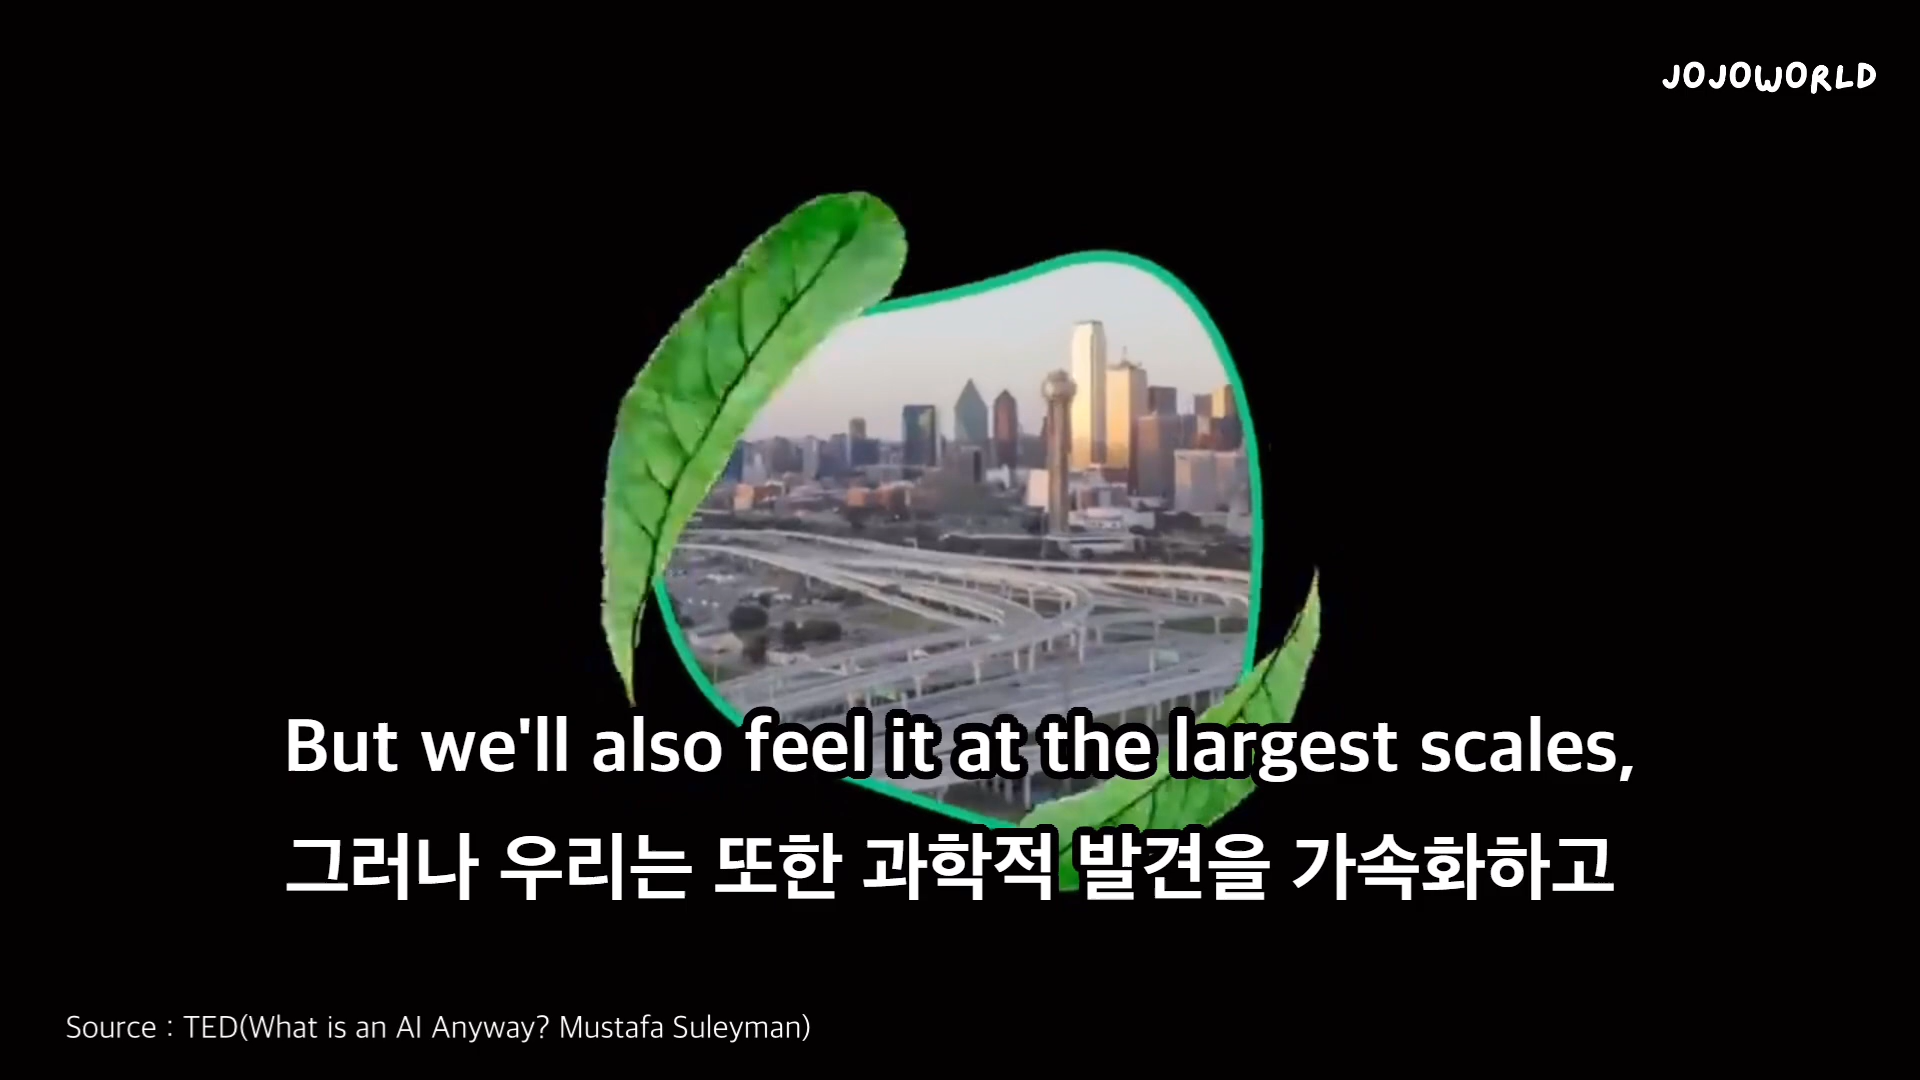 JOJOWORLD
But we'll also feel it at the largest scales,
그러나 우리는 또한 과학적 발견을 가속화하고
Source : TED(What is an AI Anyway? Mustafa Suleyman)